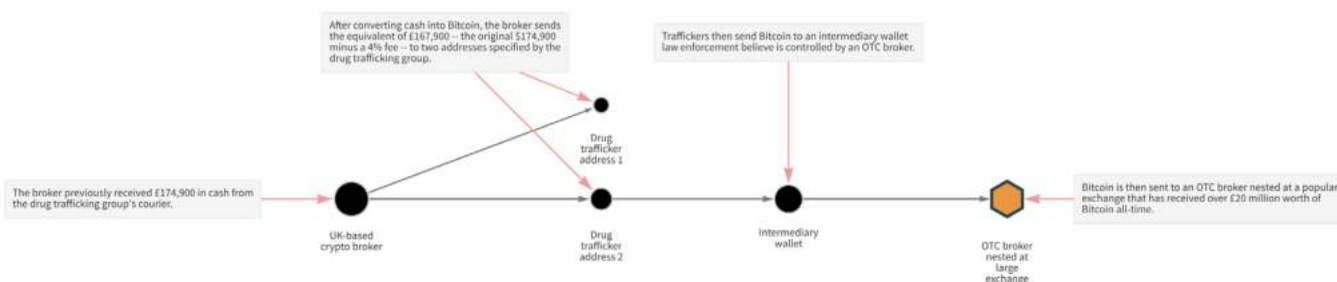 After converting cash into Bitcoin, the broker sends
the equivalent of £167,900 -- the original $174,900
minus a 4% fee -- to two addresses specified by the
drug trafficking group.
Traffickers then send Bitcoin to an intermediary wallet
law enforcement believe is controlled by an OTC broker.
Drug
trafficker
address 1
The broker previously received £174,900 in cash from
the drug trafficking group's courier.
UK-based
crypto broker
Drug
trafficker
address 2
Intermediary
wallet
OTC broker
nested at
large
exchange
Bitcoin is then sent to an OTC broker nested at a popular
exchange that has received over £20 million worth of
Bitcoin all-time.